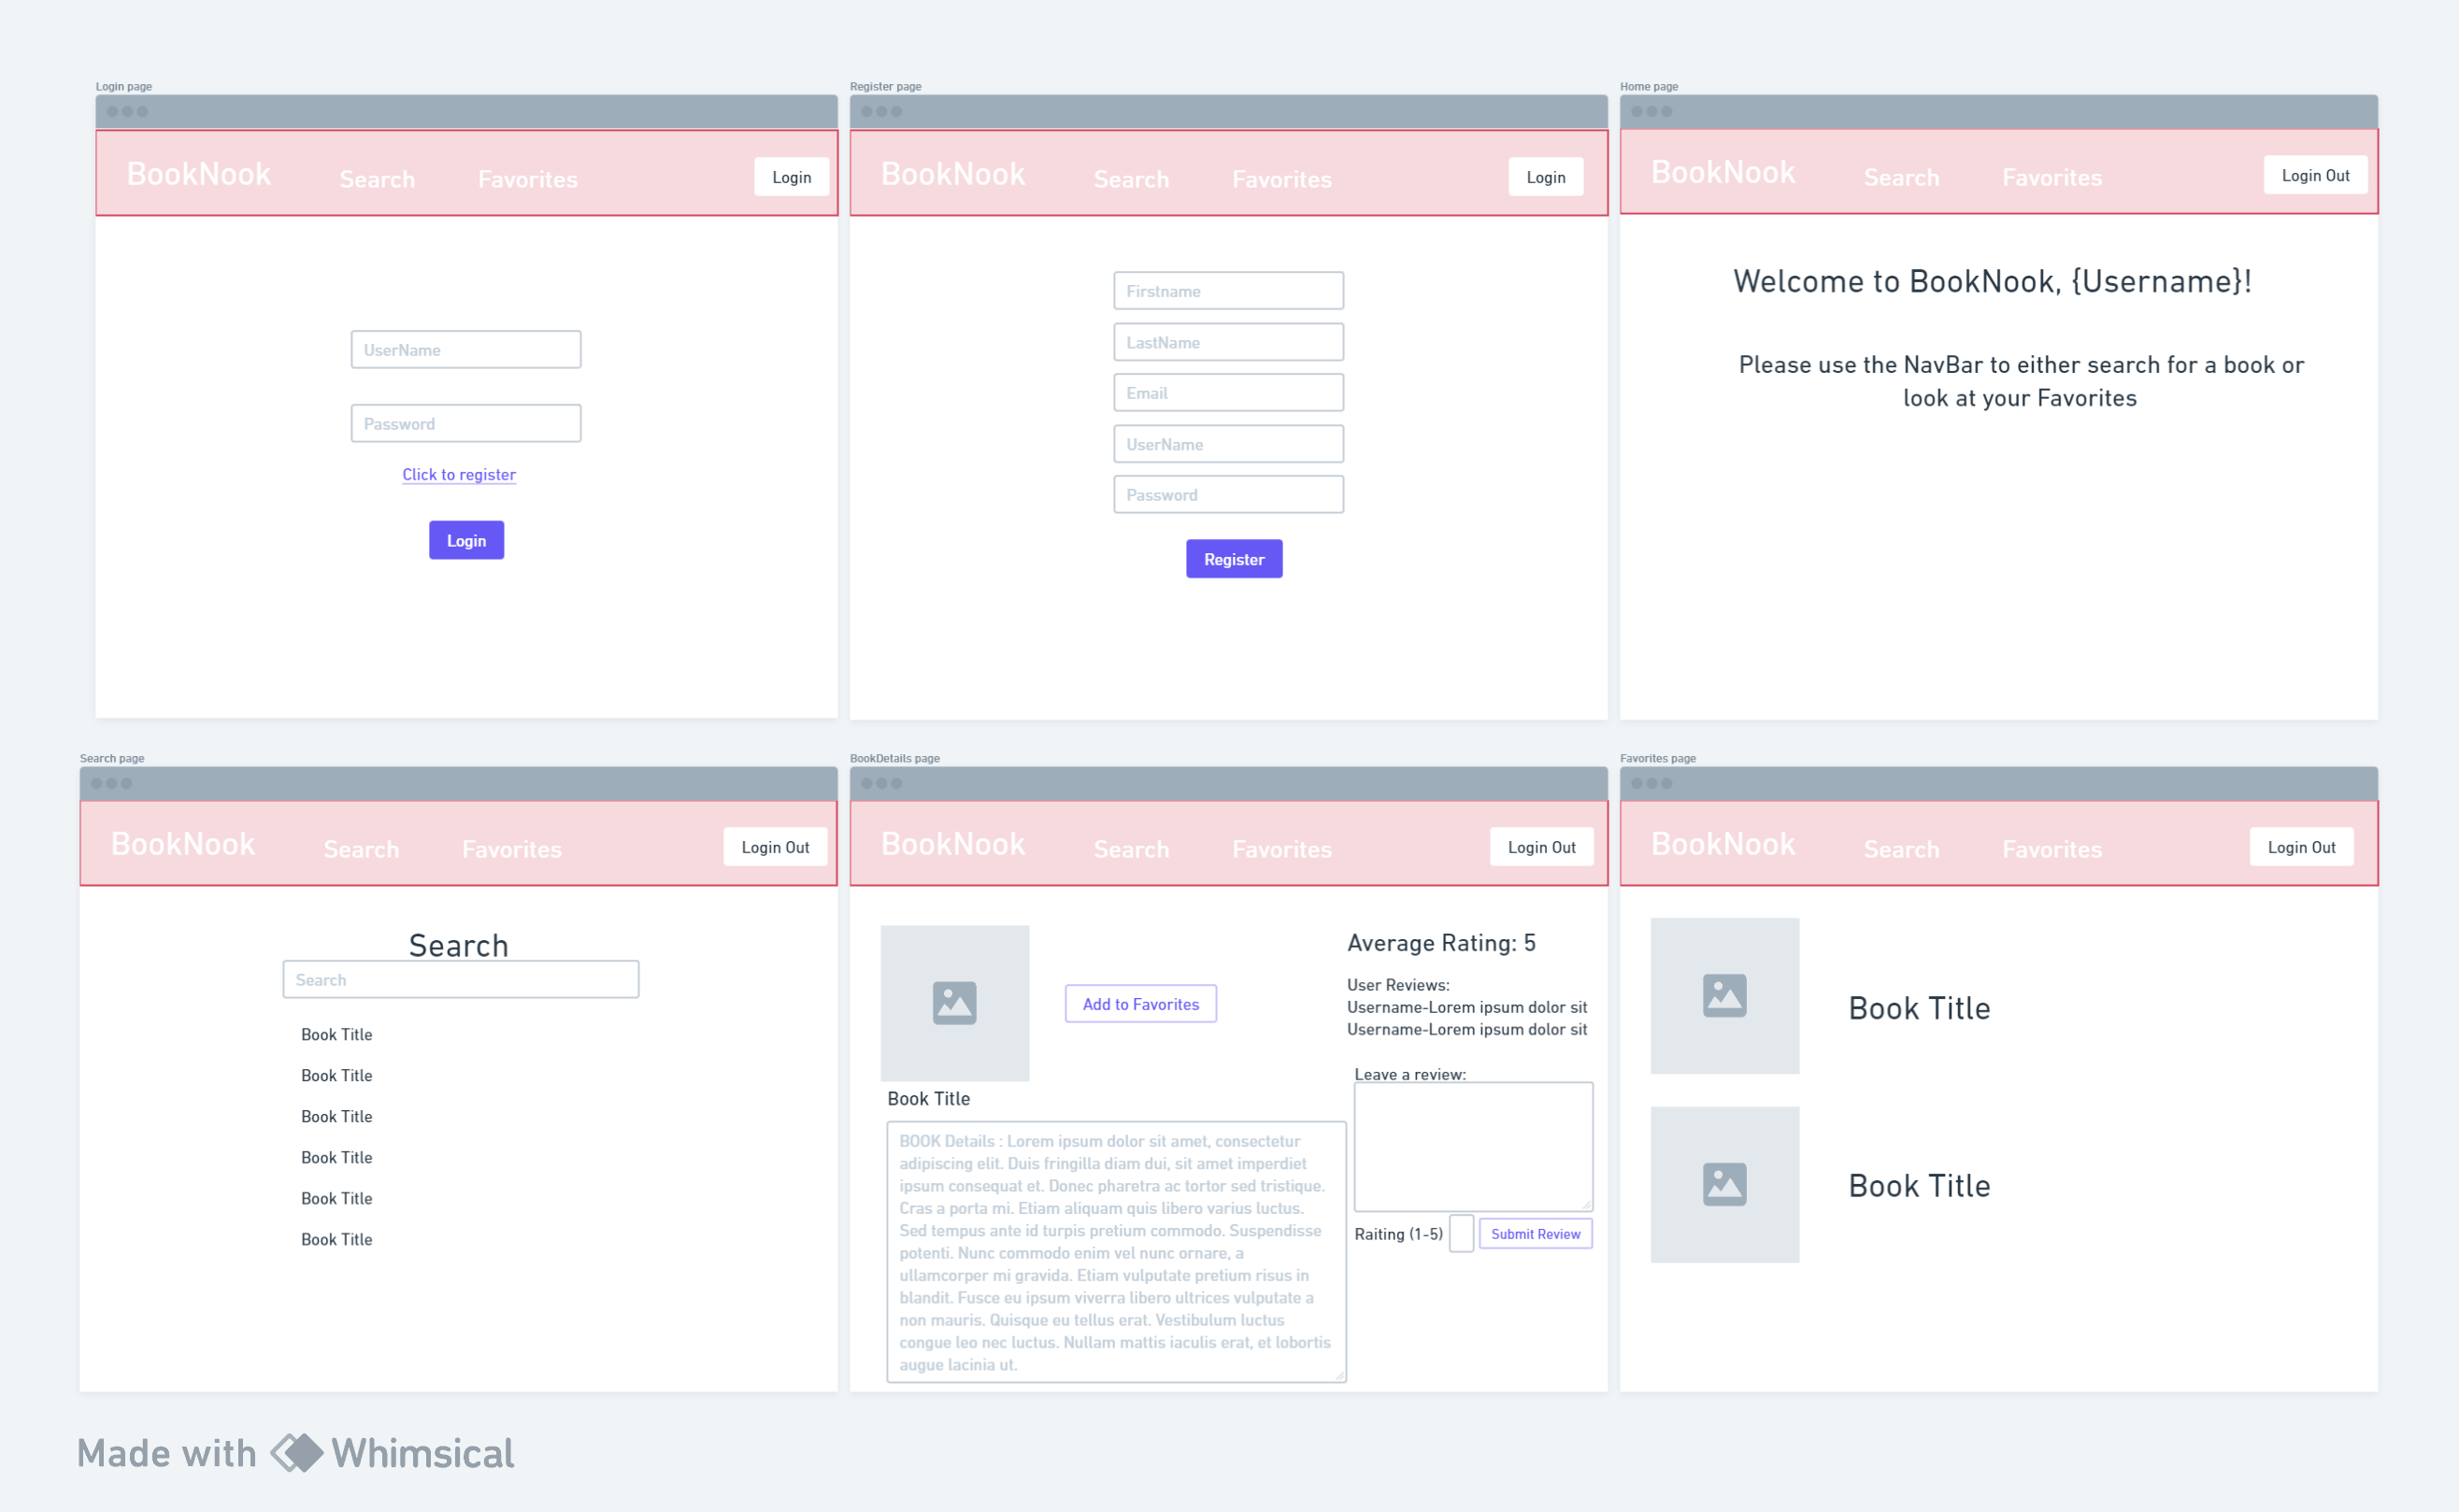 Login page
BookNook
Search
Favorites
Login
UserName
Password
Click to register
Login
Register page
BookNook
Search
Favorites
Login
Firstname
LastName
Email
UserName
Password
Register
Home page
BookNook
Search
Favorites
Login Out
Welcome to BookNook, {Username}!
Please use the NavBar to either search for a book or
look at your Favorites
Search page
BookNook
Search
Favorites
Login Out
Search
Search
Book Title
Book Title
Book Title
Book Title
Book Title
Book Title
BookDetails page
BookNook
Search
Favorites
Login Out
Add to Favorites
Book Title
BOOK Details : Lorem ipsum dolor sit amet, consectetur
adipiscing elit. Duis fringilla diam dui, sit amet imperdiet
ipsum consequat et. Donec pharetra ac tortor sed tristique.
Cras a porta mi. Etiam aliquam quis libero varius luctus.
Sed tempus ante id turpis pretium commodo. Suspendisse
potenti. Nunc commodo enim vel nunc ornare, a
ullamcorper mi gravida. Etiam vulputate pretium risus in
blandit. Fusce eu ipsum viverra libero ultrices vulputate a
non mauris. Quisque eu tellus erat. Vestibulum luctus
congue leo nec luctus. Nullam mattis iaculis erat, et lobortis
augue lacinia ut.
Average Rating: 5
User Reviews:
Username-Lorem ipsum dolor sit
Username-Lorem ipsum dolor sit
Leave a review:
Raiting (1-5)
Submit Review
Favorites page
BookNook
Search
Favorites
Login Out
Book Title
Book Title
Made with Whimsical